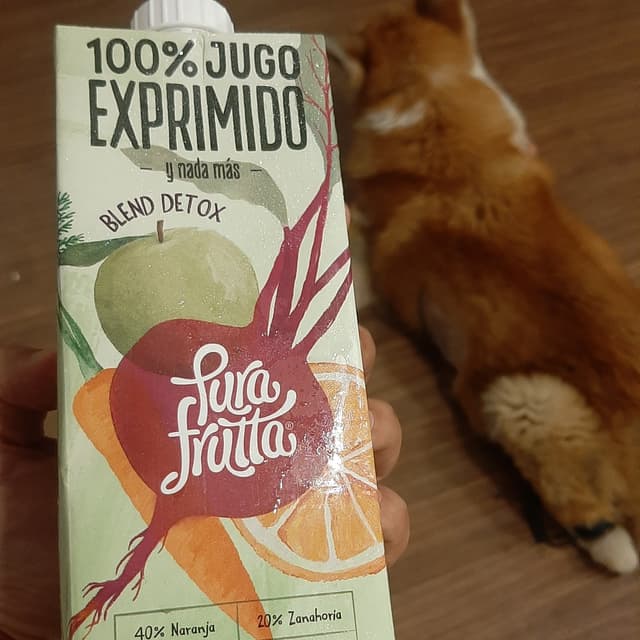 100% JUGO
EXPRIMIDO
y nada más
BLEND DETOX
Pura
frutta®
40% Naranja
20% Zanahoria